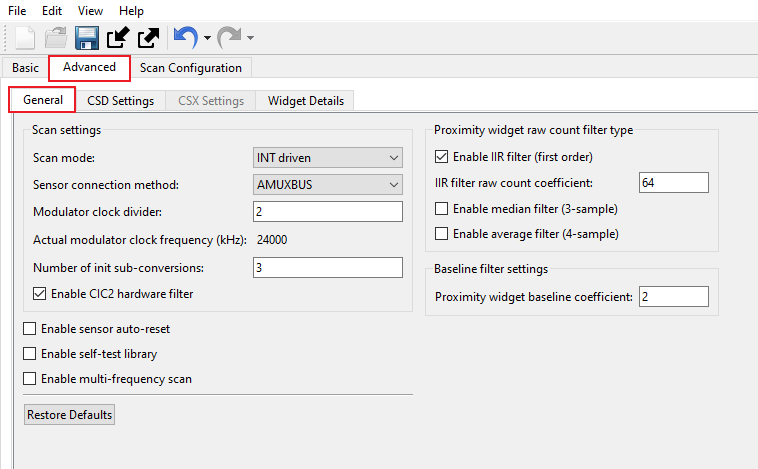 File Edit View Help
Basic Advanced Scan Configuration
General CSD Settings CSX Settings Widget Details
Scan settings
Scan mode: INT driven
Sensor connection method: AMUXBUS
Modulator clock divider: 2
Actual modulator clock frequency (kHz): 24000
Number of init sub-conversions: 3
Enable CIC2 hardware filter
Enable sensor auto-reset
Enable self-test library
Enable multi-frequency scan
Restore Defaults
Proximity widget raw count filter type
Enable IIR filter (first order)
IIR filter raw count coefficient: 64
Enable median filter (3-sample)
Enable average filter (4-sample)
Baseline filter settings
Proximity widget baseline coefficient: 2